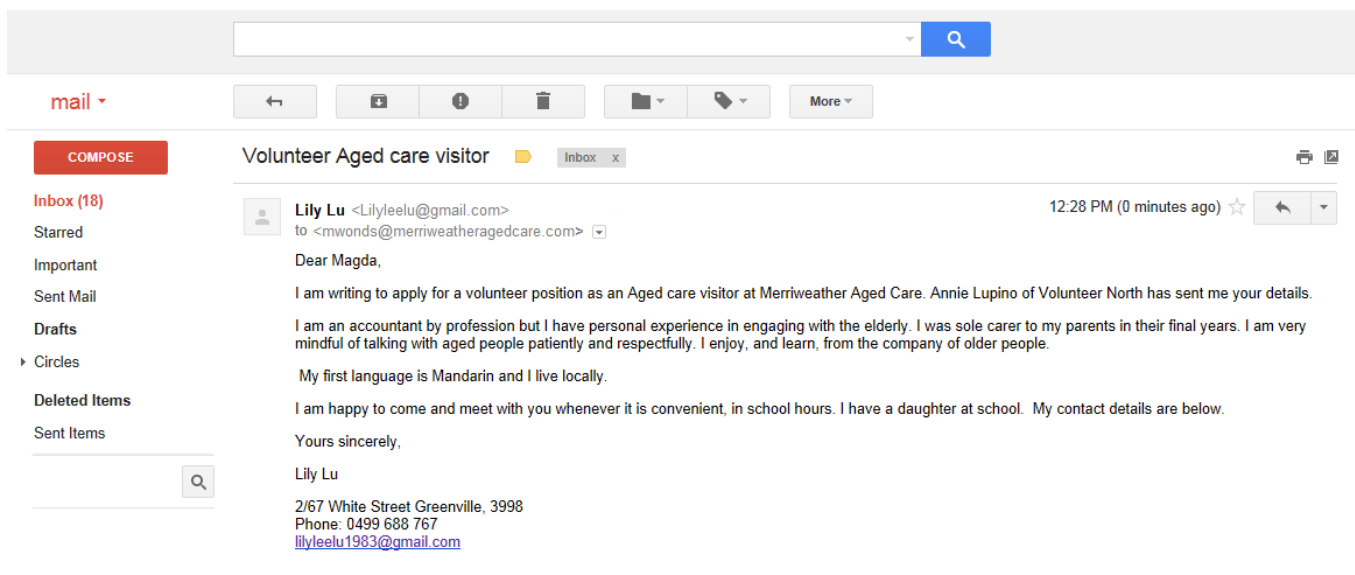 mail
More
COMPOSE
Volunteer Aged care visitor
Inbox x
Inbox (18)
Starred
Important
Sent Mail
Drafts
Circles
Deleted Items
Sent Items
Lily Lu <Lilyleelu@gmail.com>
12:28 PM (0 minutes ago)
to <mwonds@merriweatheragedcare.com>
Dear Magda,
I am writing to apply for a volunteer position as an Aged care visitor at Merriweather Aged Care. Annie Lupino of Volunteer North has sent me your details.
I am an accountant by profession but I have personal experience in engaging with the elderly. I was sole carer to my parents in their final years. I am very
mindful of talking with aged people patiently and respectfully. I enjoy, and learn, from the company of older people.
My first language is Mandarin and I live locally.
I am happy to come and meet with you whenever it is convenient, in school hours. I have a daughter at school. My contact details are below.
Yours sincerely,
Lily Lu
2/67 White Street Greenville, 3998
Phone: 0499 688 767
lilyleelu1983@gmail.com